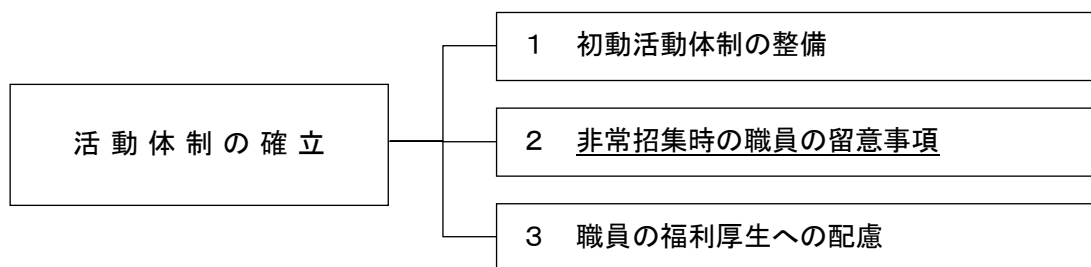 １　初動活動体制の整備
活動体制の確立
２　非常招集時の職員の留意事項
３　職員の福利厚生への配慮